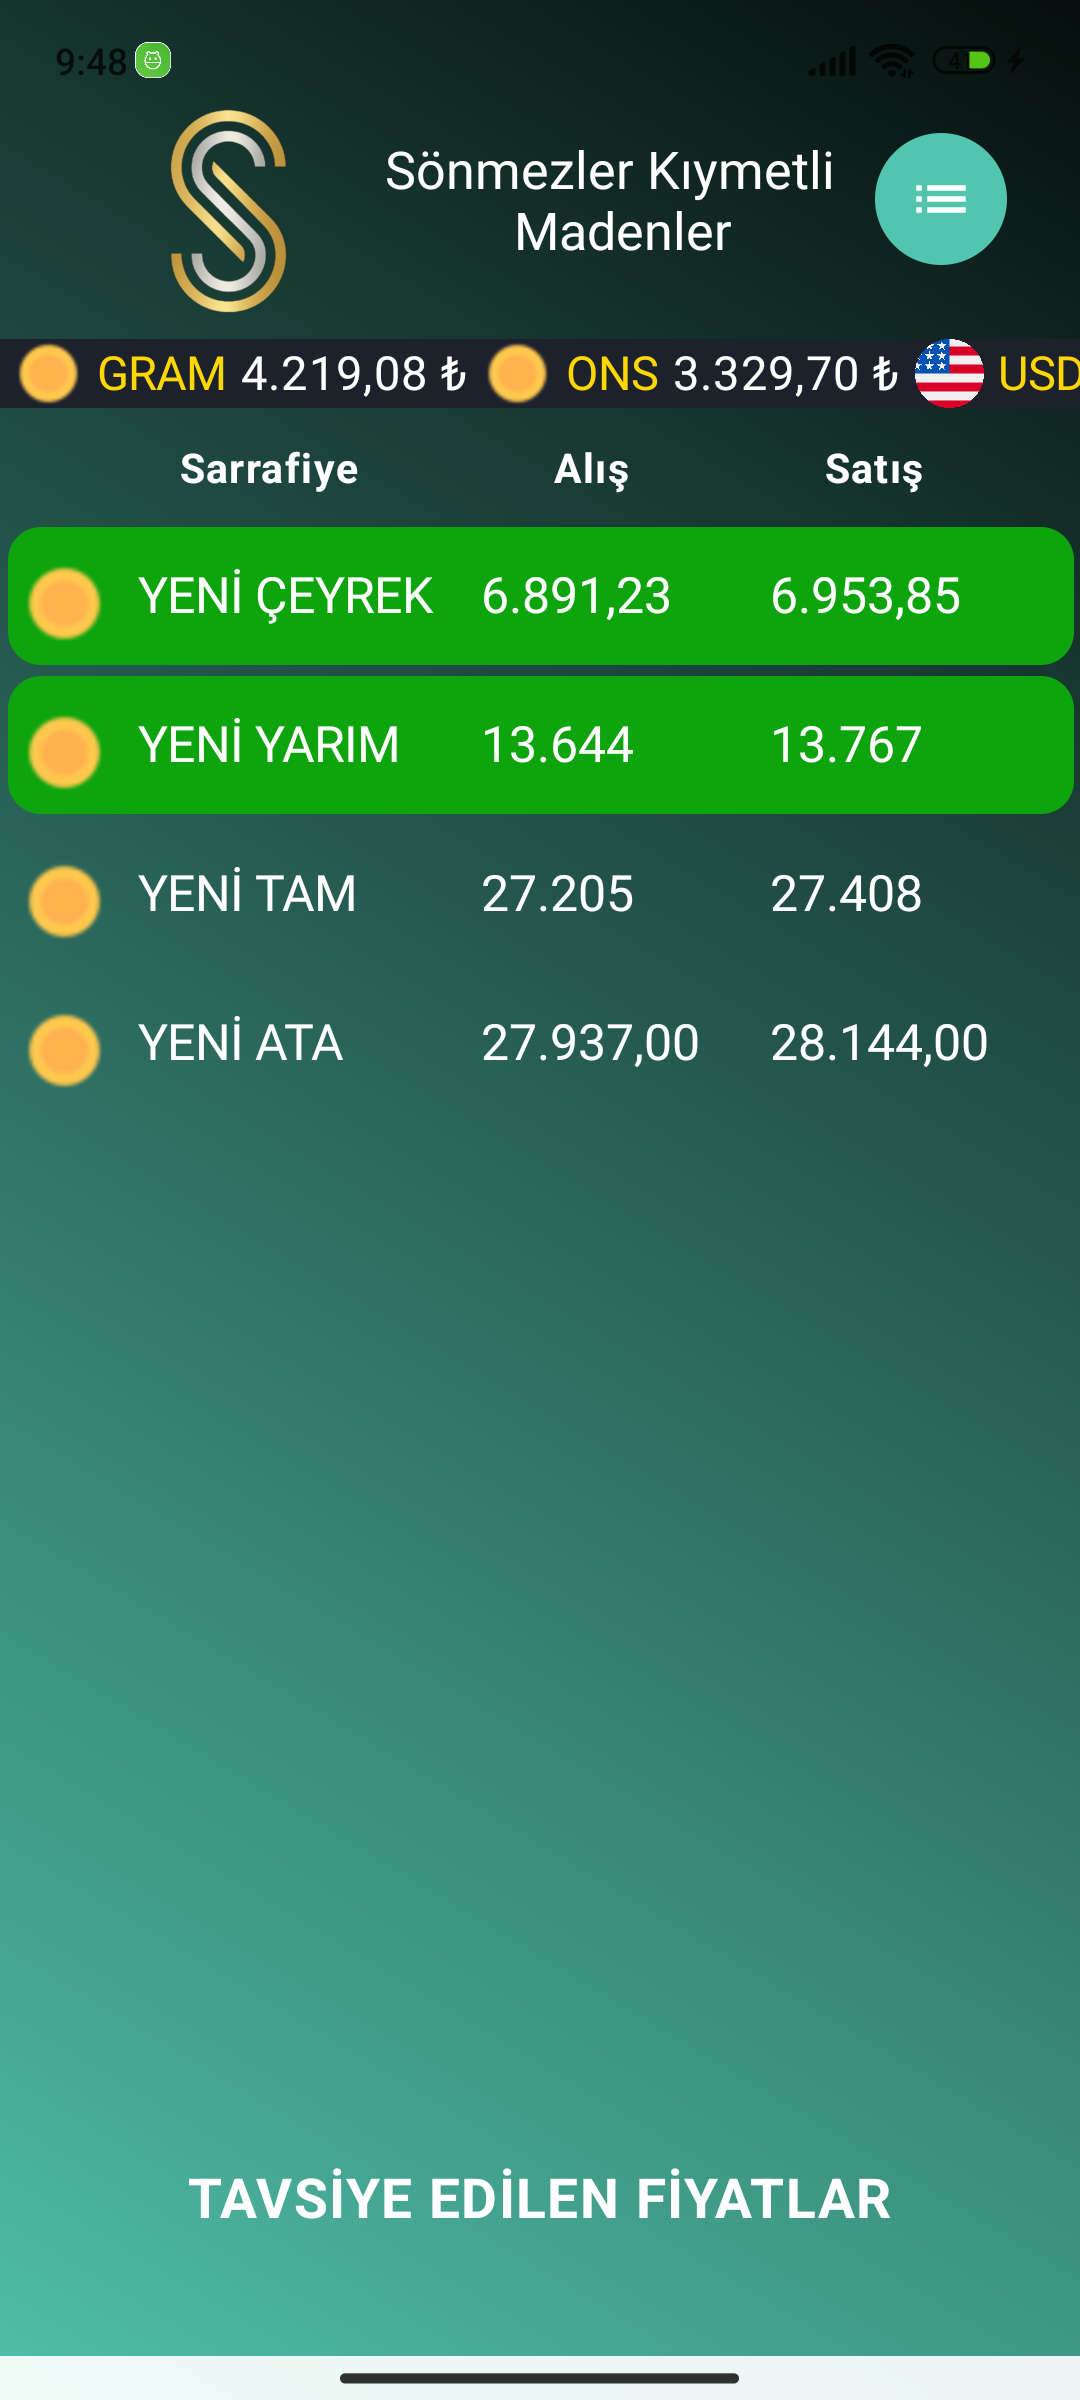 9:48
Sönmezler Kıymetli
Madenler
GRAM 4.219,08 ₺ ONS 3.329,70 ₺ USD
Sarrafiye Alış Satış
YENİ ÇEYREK 6.891,23 6.953,85
YENİ YARIM 13.644 13.767
YENİ TAM 27.205 27.408
YENİ ATA 27.937,00 28.144,00
TAVSİYE EDİLEN FİYATLAR